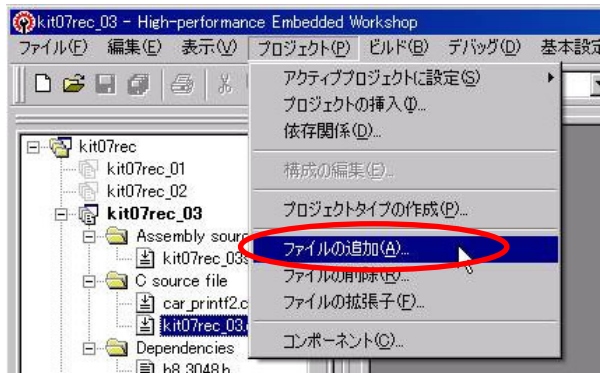 kit07rec_03 - High-performance Embedded Workshop
ファイル(F) 編集(E) 表示(V) プロジェクト(P) ビルド(B) デバッグ(D) 基本設定
アクティブプロジェクトに設定(S)
プロジェクトの挿入(I)...
依存関係(D)...
構成の編集(E)...
プロジェクトタイプの作成(P)...
ファイルの追加(A)...
ファイルの削除(R)...
ファイルの拡張子(F)...
コンポーネント(C)...
kit07rec
kit07rec_01
kit07rec_02
kit07rec_03
Assembly sour
kit07rec_03s
C source file
car_printf2.c
kit07rec_03.
Dependencies
h8_3048.h